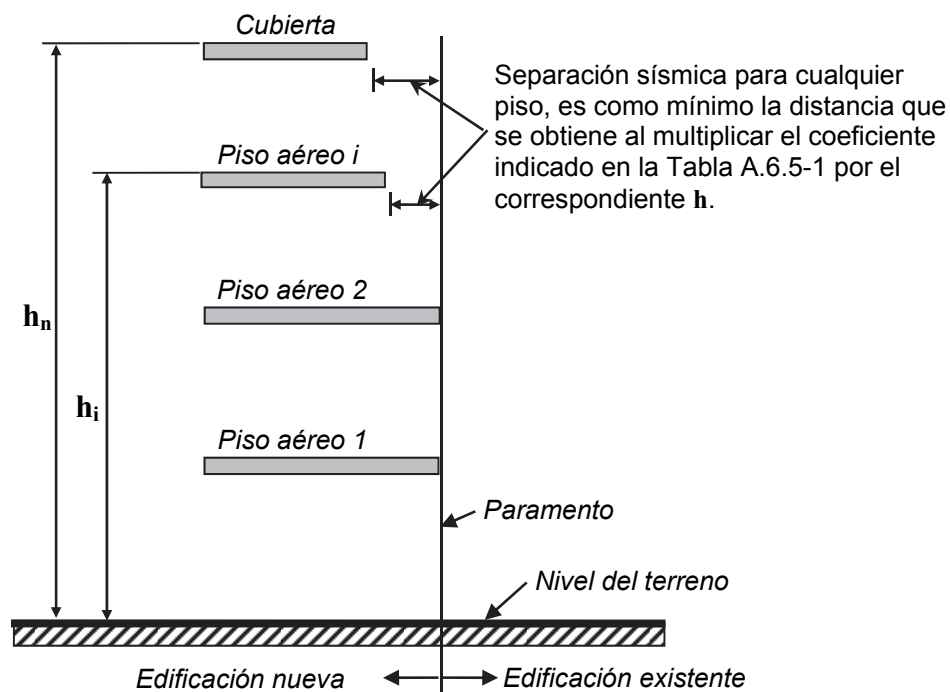 Cubierta
Separación sísmica para cualquier
piso, es como mínimo la distancia que
se obtiene al multiplicar el coeficiente
indicado en la Tabla A.6.5-1 por el
correspondiente h.
Piso aéreo i
Piso aéreo 2
hn
hi
Piso aéreo 1
Paramento
Nivel del terreno
Edificación nueva
Edificación existente